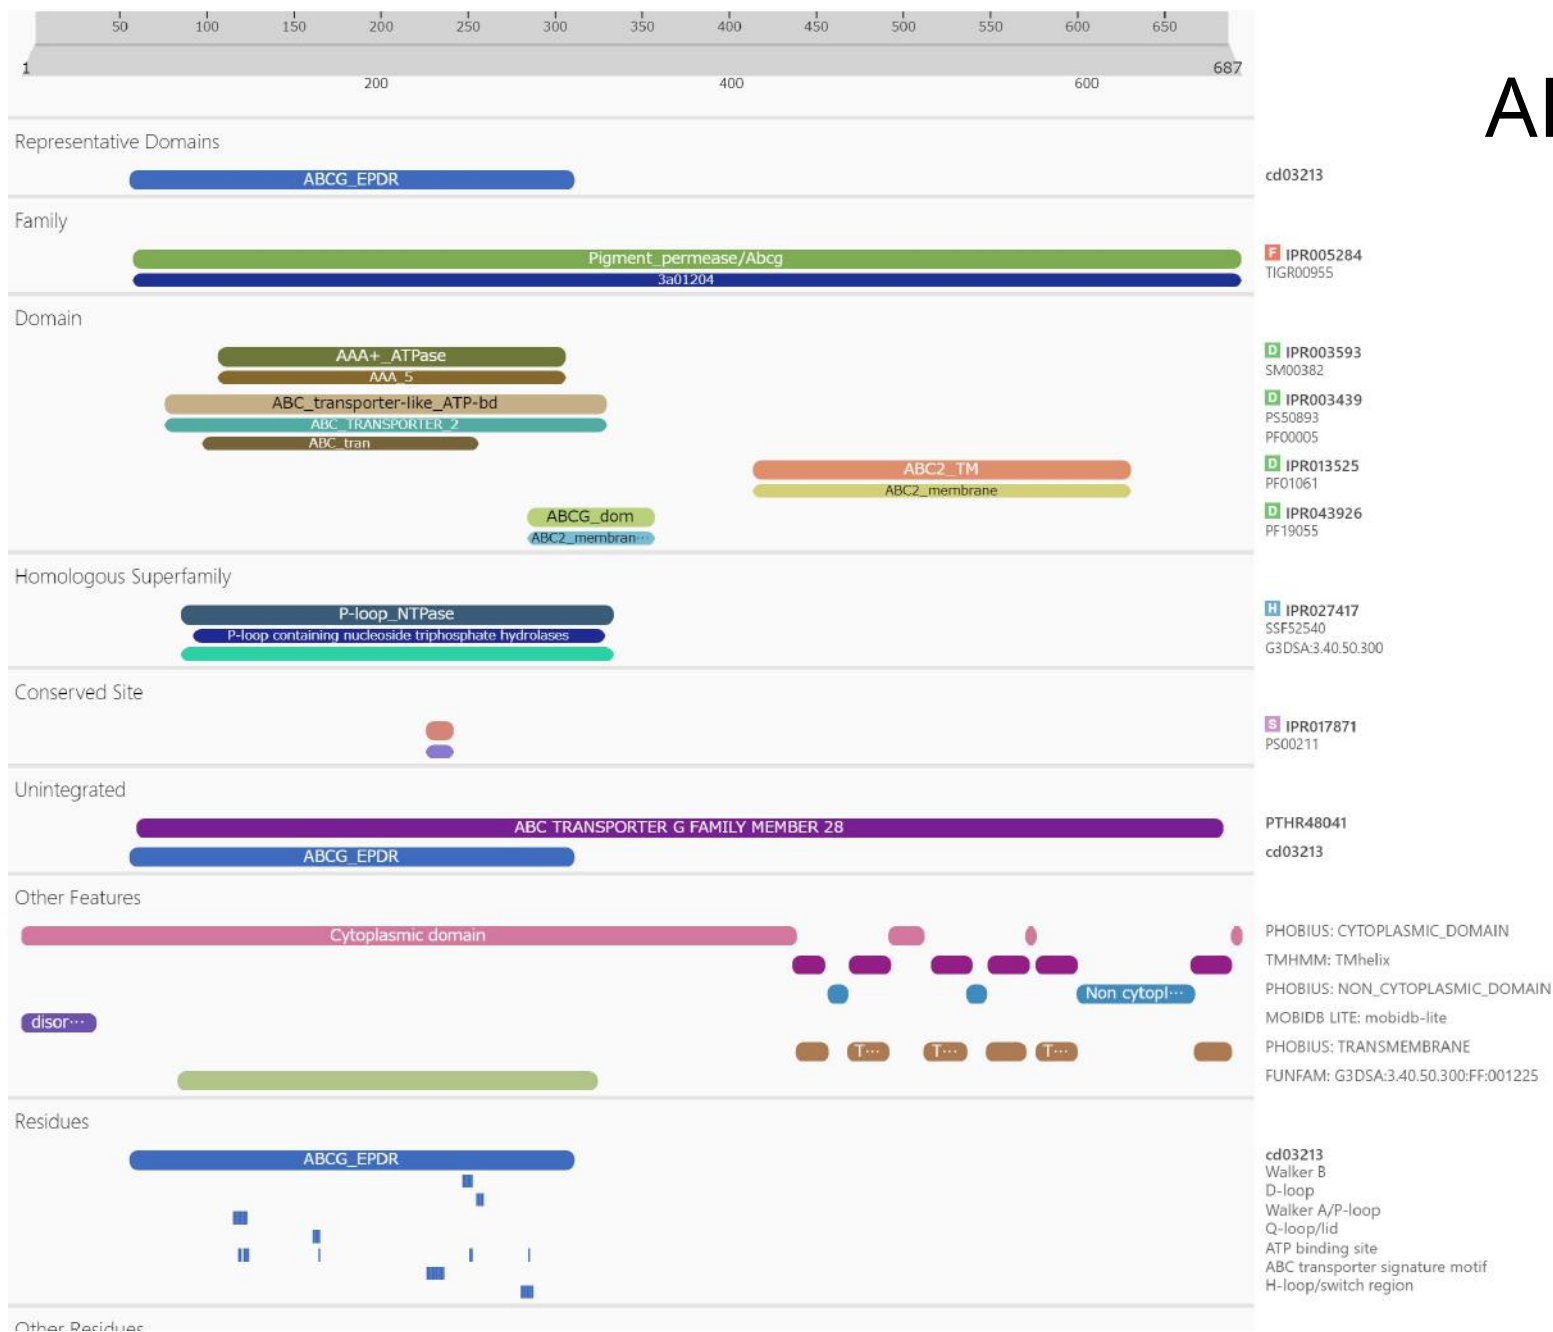 50 100 150 200 250 300 350 400 450 500 550 600 650
1 687
200 400 600
AI
Representative Domains
ABCG_EPDR cd03213
Family
Pigment_permease/Abcg F IPR005284
3a01204 TIGR00955
Domain
AAA+_ATPase D IPR003593
AAA_5 SM00382
ABC_transporter-like_ATP-bd D IPR003439
ABC_TRANSPORTER_2 PS50893
ABC_tran PF00005
ABC2_TM D IPR013525
ABC2_membrane PF01061
ABCG_dom D IPR043926
ABC2_membran··· PF19055
Homologous Superfamily
P-loop_NTPase H IPR027417
P-loop containing nucleoside triphosphate hydrolases SSF52540
G3DSA:3.40.50.300
Conserved Site
S IPR017871
PS00211
Unintegrated
ABC TRANSPORTER G FAMILY MEMBER 28 PTHR48041
ABCG_EPDR cd03213
Other Features
Cytoplasmic domain PHOBIUS: CYTOPLASMIC_DOMAIN
TMHMM: TMhelix
Non cytopl··· PHOBIUS: NON_CYTOPLASMIC_DOMAIN
disor··· MOBIDB LITE: mobidb-lite
T··· T··· T··· PHOBIUS: TRANSMEMBRANE
FUNFAM: G3DSA:3.40.50.300:FF:001225
Residues
ABCG_EPDR cd03213
Walker B
D-loop
Walker A/P-loop
Q-loop/lid
ATP binding site
ABC transporter signature motif
H-loop/switch region
Other Residues